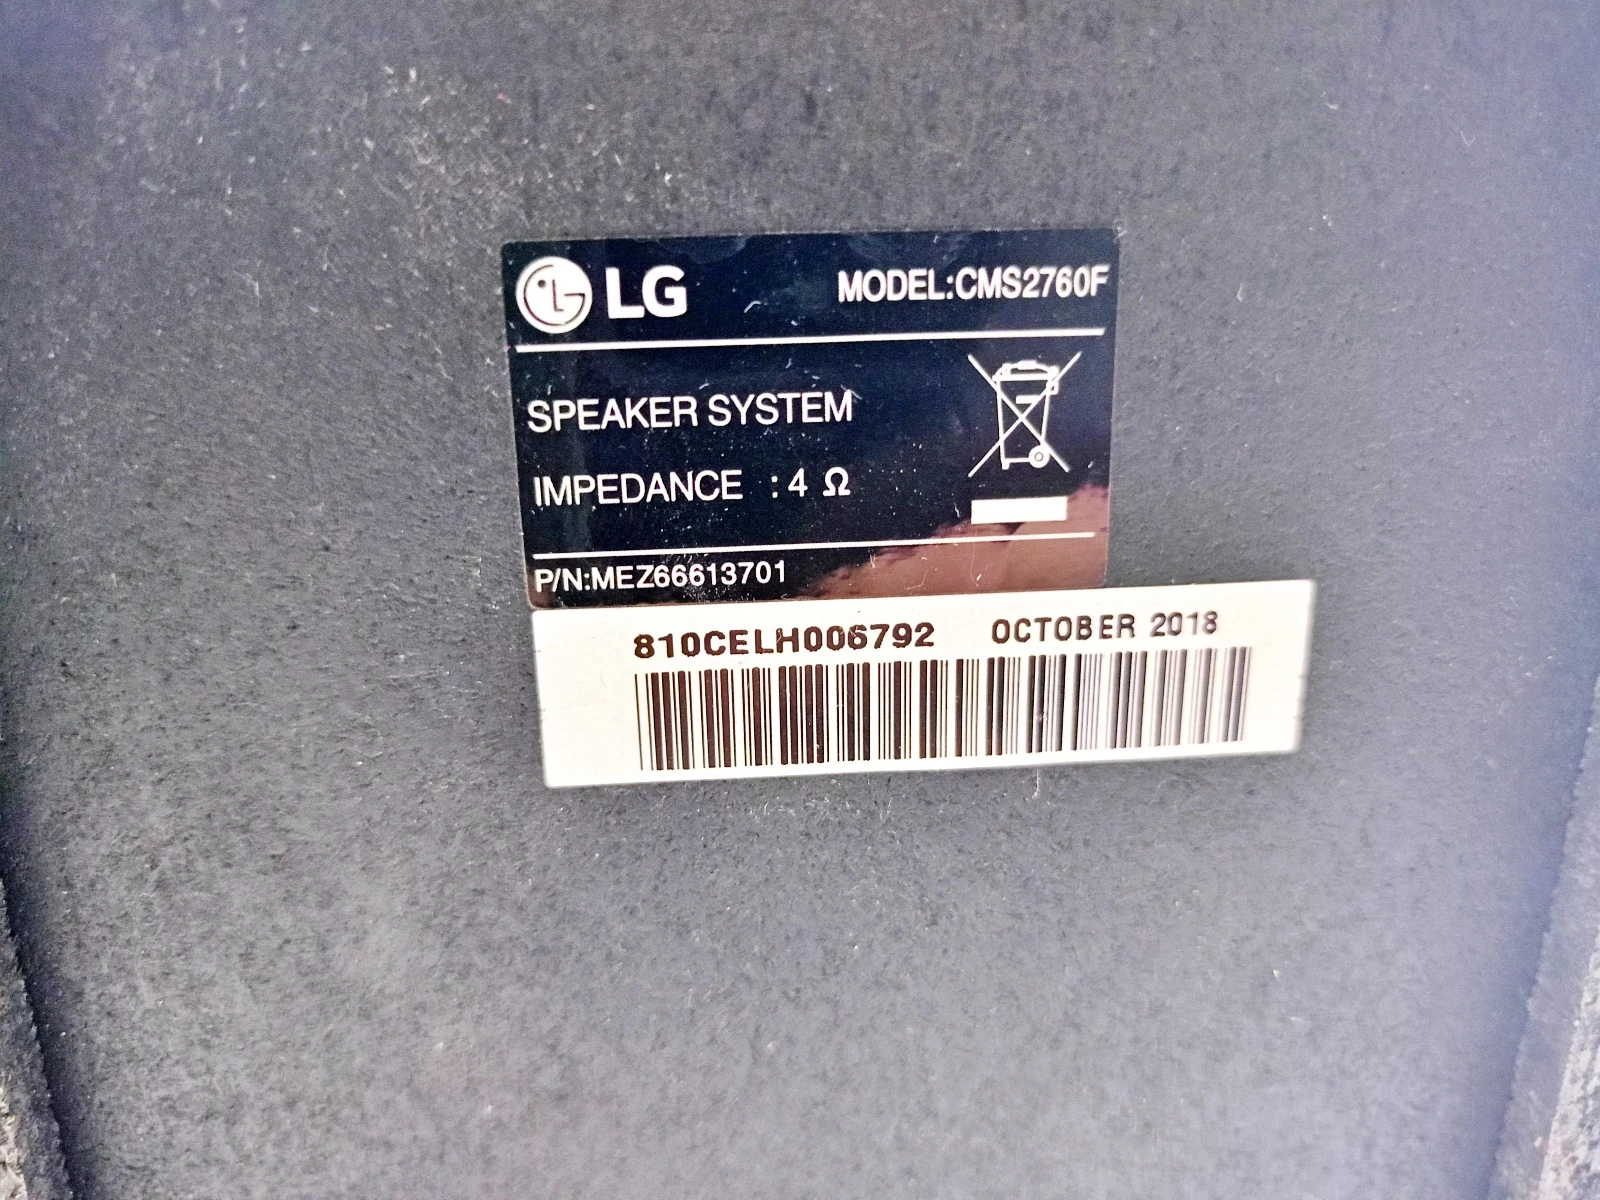 LG MODEL:CMS2760F
SPEAKER SYSTEM
IMPEDANCE : 4 Ω
P/N:MEZ66613701
810CELH006792 OCTOBER 2018